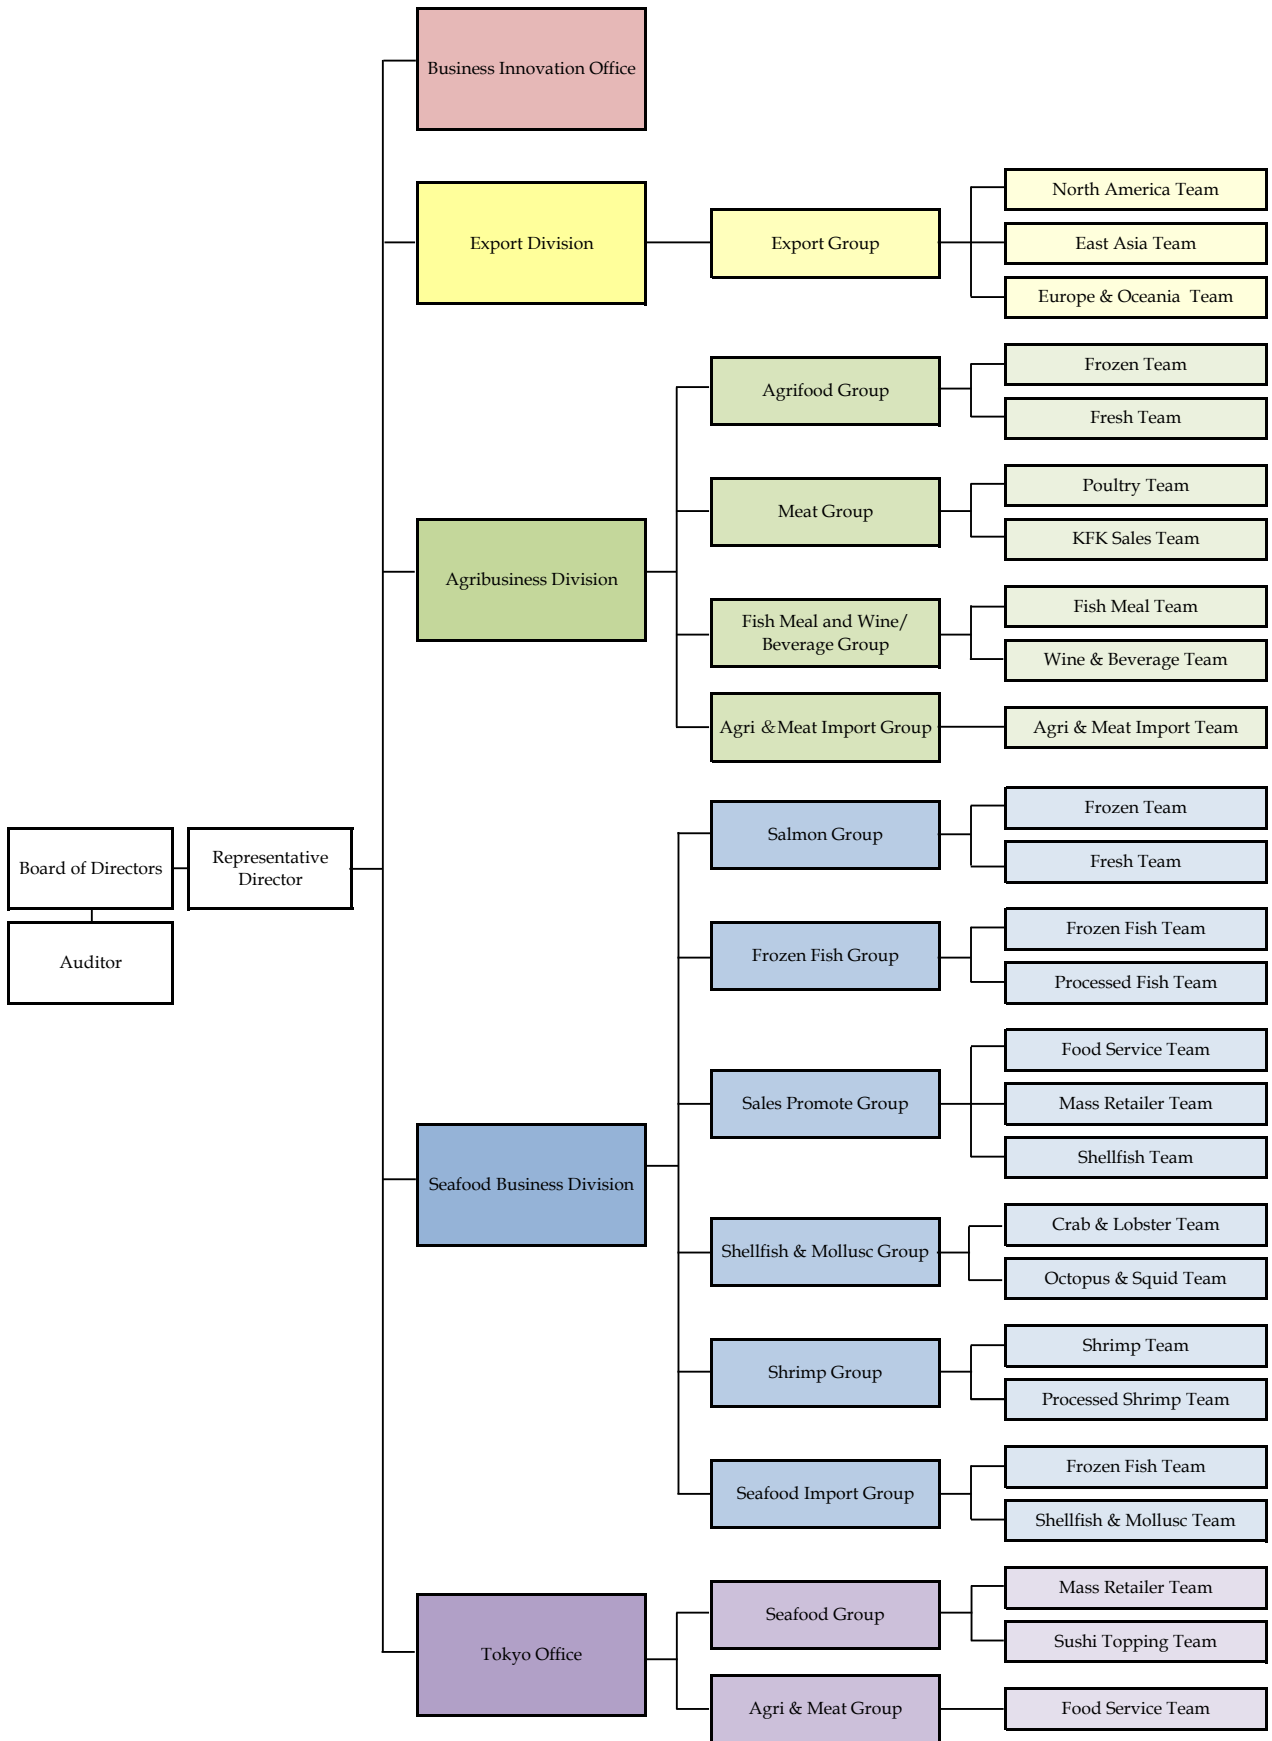 Business Innovation Office
Export Division
Export Group
North America Team
East Asia Team
Europe & Oceania  Team
Agribusiness Division
Agrifood Group
Frozen Team
Fresh Team
Meat Group
Poultry Team
KFK Sales Team
Fish Meal and Wine/
Beverage Group
Fish Meal Team
Wine & Beverage Team
Agri &Meat Import Group
Agri & Meat Import Team
Board of Directors
Representative
Director
Auditor
Seafood Business Division
Salmon Group
Frozen Team
Fresh Team
Frozen Fish Group
Frozen Fish Team
Processed Fish Team
Sales Promote Group
Food Service Team
Mass Retailer Team
Shellfish Team
Shellfish & Mollusc Group
Crab & Lobster Team
Octopus & Squid Team
Shrimp Group
Shrimp Team
Processed Shrimp Team
Seafood Import Group
Frozen Fish Team
Shellfish & Mollusc Team
Tokyo Office
Seafood Group
Mass Retailer Team
Sushi Topping Team
Agri & Meat Group
Food Service Team